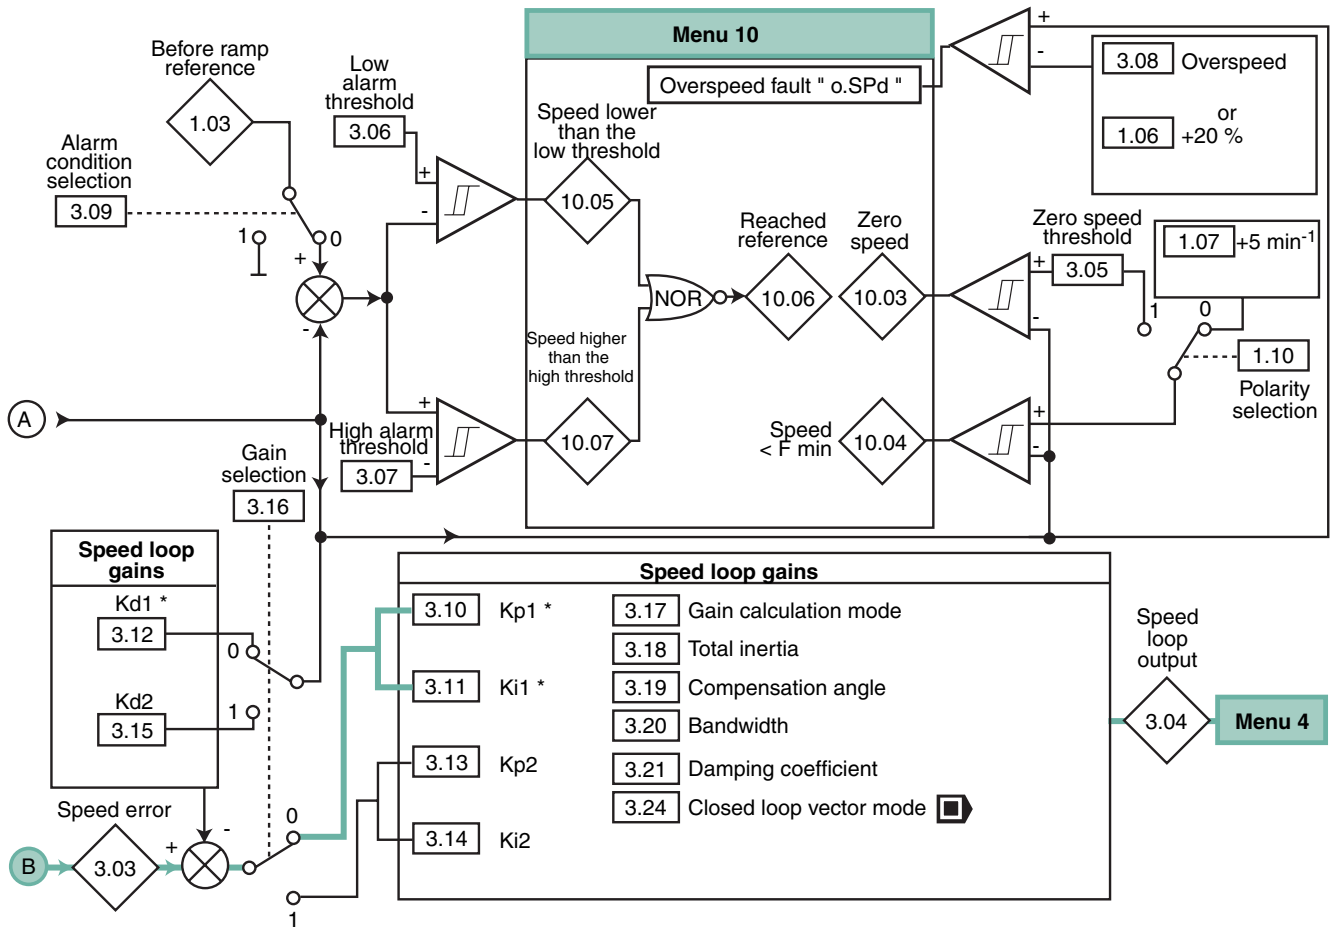 Menu 10
Before ramp
reference
1.03
Low
alarm
threshold
3.06
Alarm
condition
selection
3.09
1
0
+
-
+
-
Overspeed fault " o.SPd "
Speed lower
than the
low threshold
10.05
+
-
3.08 Overspeed
or
1.06 +20 %
Reached
reference
10.06
NOR
Zero
speed
10.03
+
-
Zero speed
threshold
3.05
1.07 +5 min-1
1
0
1.10
Polarity
selection
Speed higher
than the
high threshold
10.07
+
-
High alarm
threshold
3.07
Speed
< F min
10.04
+
-
A
Gain
selection
3.16
Speed loop
gains
Kd1 *
3.12
0
Kd2
3.15
1
Speed loop gains
3.10 Kp1 *
3.11 Ki1 *
3.13 Kp2
3.14 Ki2
3.17 Gain calculation mode
3.18 Total inertia
3.19 Compensation angle
3.20 Bandwidth
3.21 Damping coefficient
3.24 Closed loop vector mode
Speed
loop
output
3.04
Menu 4
Speed error
B
3.03
+
-
0
1